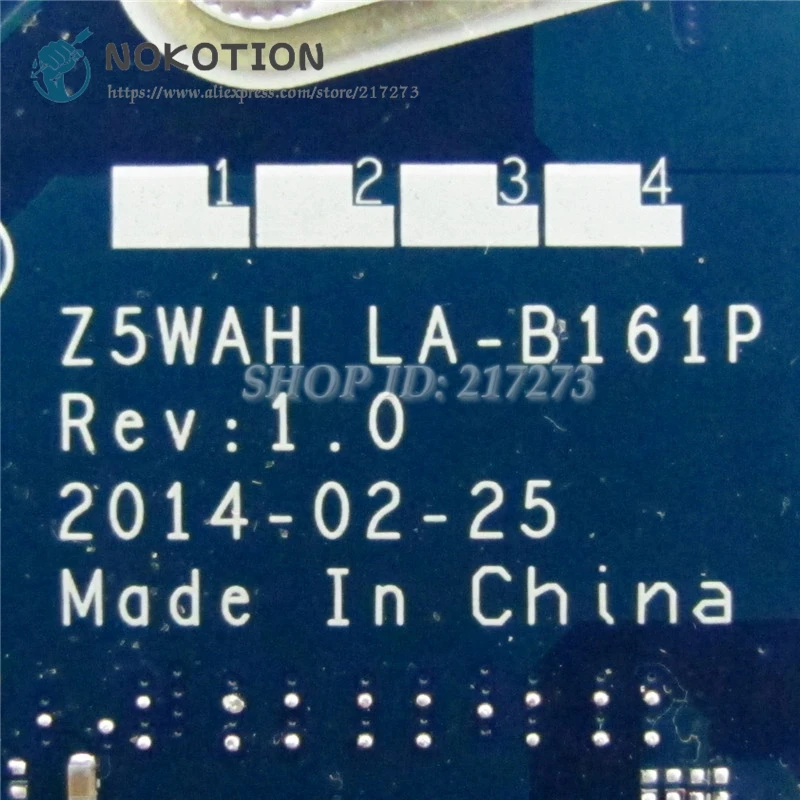 NOKOTION
https://www.aliexpress.com/store/217273
1 2 3 4
Z5WAH LA-B161P
SHOP ID: 217273
Rev:1.0
2014-02-25
Made In China